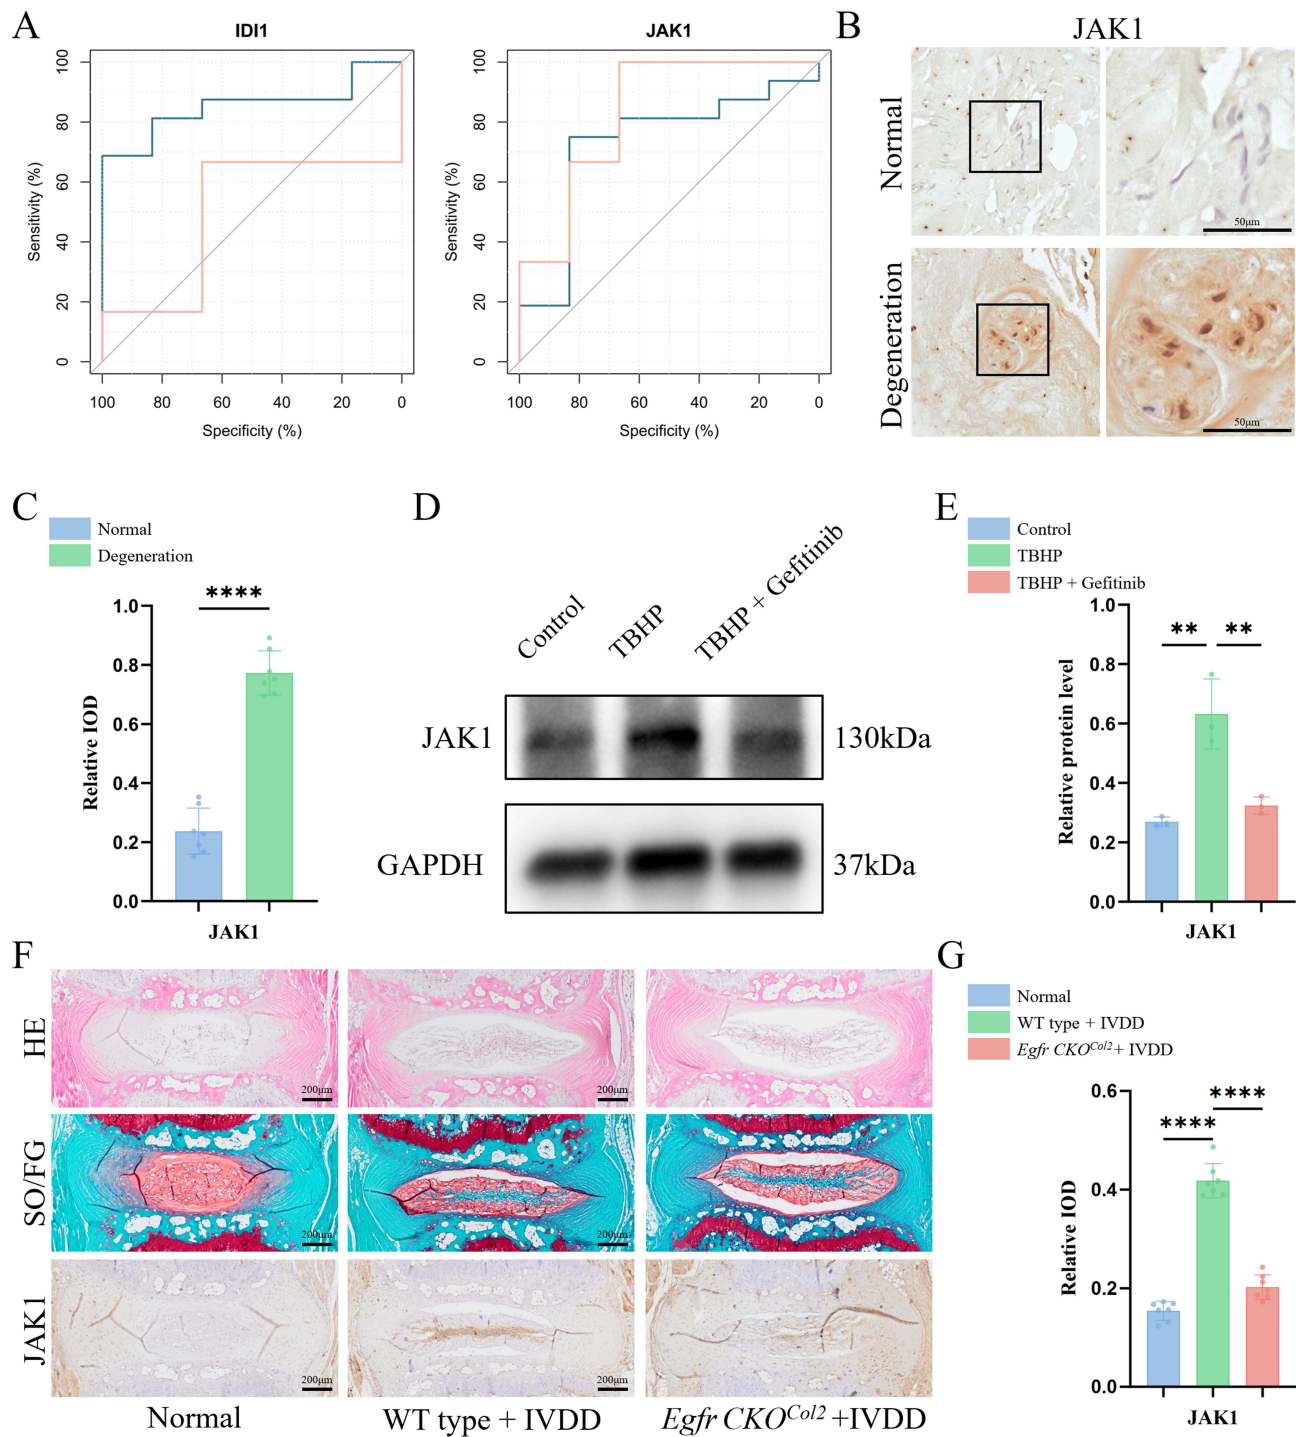 A
IDI1
Sensitivity (%)
100
80
60
40
20
0
100 80 60 40 20 0
Specificity (%)
JAK1
Sensitivity (%)
100
80
60
40
20
0
100 80 60 40 20 0
Specificity (%)
B
JAK1
Normal
50μm
Degeneration
50μm
C
Normal
Degeneration
****
Relative IOD
1.0
0.8
0.6
0.4
0.2
0.0
JAK1
D
Control
TBHP
TBHP + Gefitinib
JAK1
130kDa
GAPDH
37kDa
E
Control
TBHP
TBHP + Gefitinib
** **
Relative protein level
1.0
0.8
0.6
0.4
0.2
0.0
JAK1
F
HE
200μm
200μm
200μm
SO/FG
200μm
200μm
200μm
JAK1
200μm
200μm
200μm
Normal
WT type + IVDD
Egfr CKO^Col2 +IVDD
G
Normal
WT type + IVDD
Egfr CKO^Col2+ IVDD
****
****
Relative IOD
0.6
0.4
0.2
0.0
JAK1